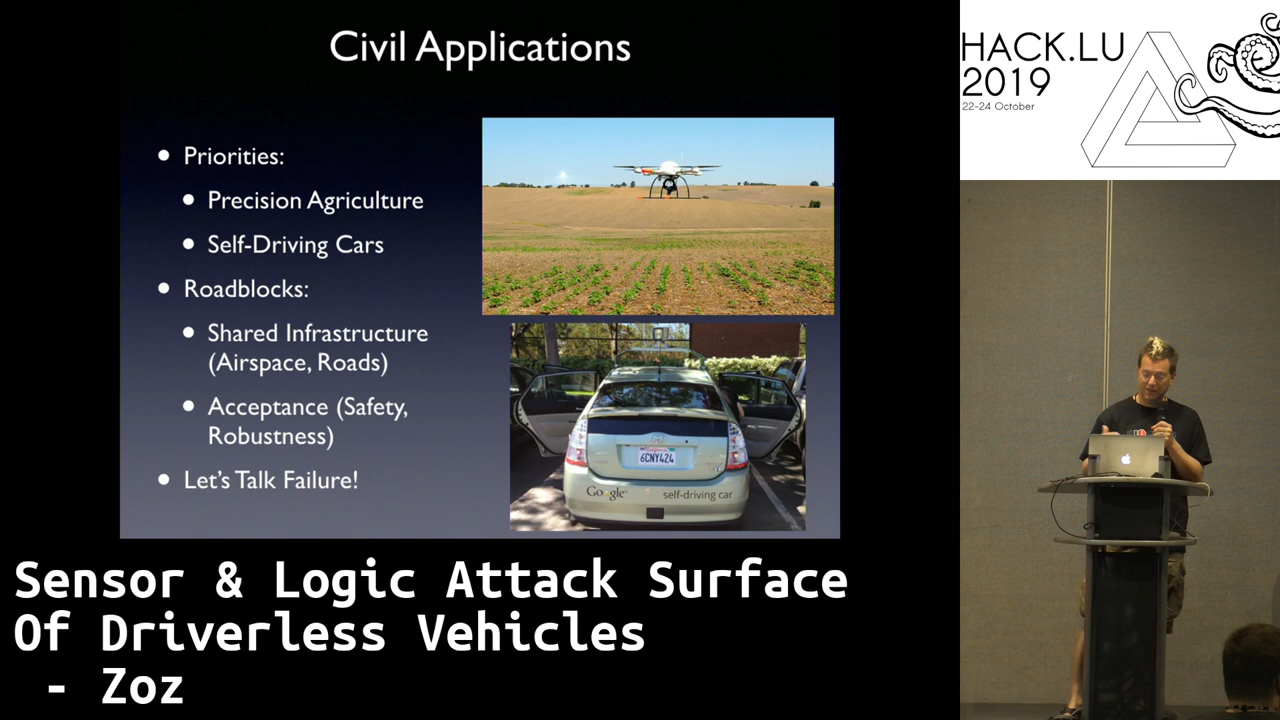 Civil Applications
• Priorities:
• Precision Agriculture
• Self-Driving Cars
• Roadblocks:
• Shared Infrastructure
(Airspace, Roads)
• Acceptance (Safety,
Robustness)
• Let's Talk Failure!
6CNY424
Google
self-driving car
HACK.LU
2019
22-24 October
Sensor & Logic Attack Surface
Of Driverless Vehicles
- Zoz